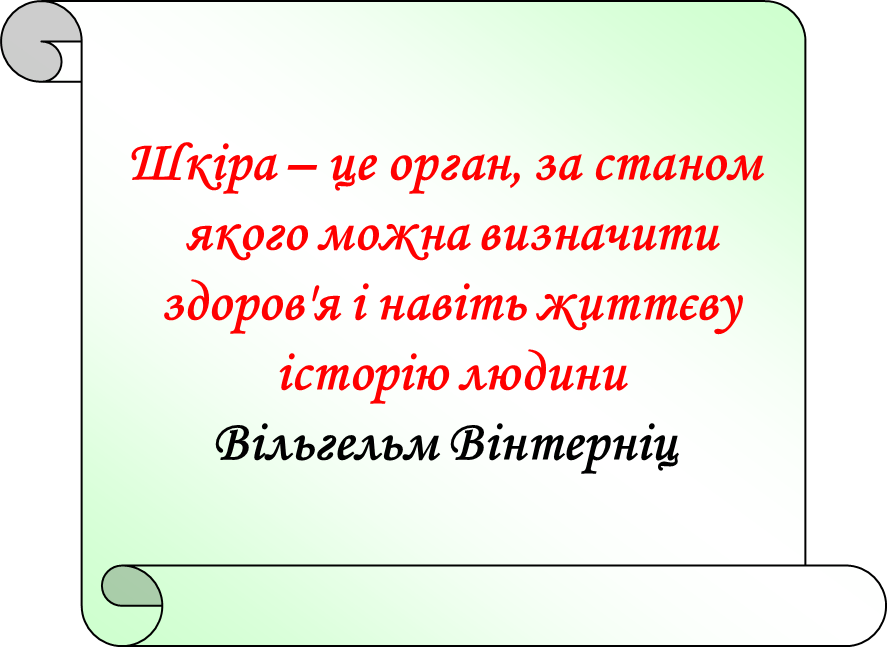 Шкіра – це орган, за станом
якого можна визначити
здоров'я і навіть життєву
історію людини
Вільгельм Вінтерніц